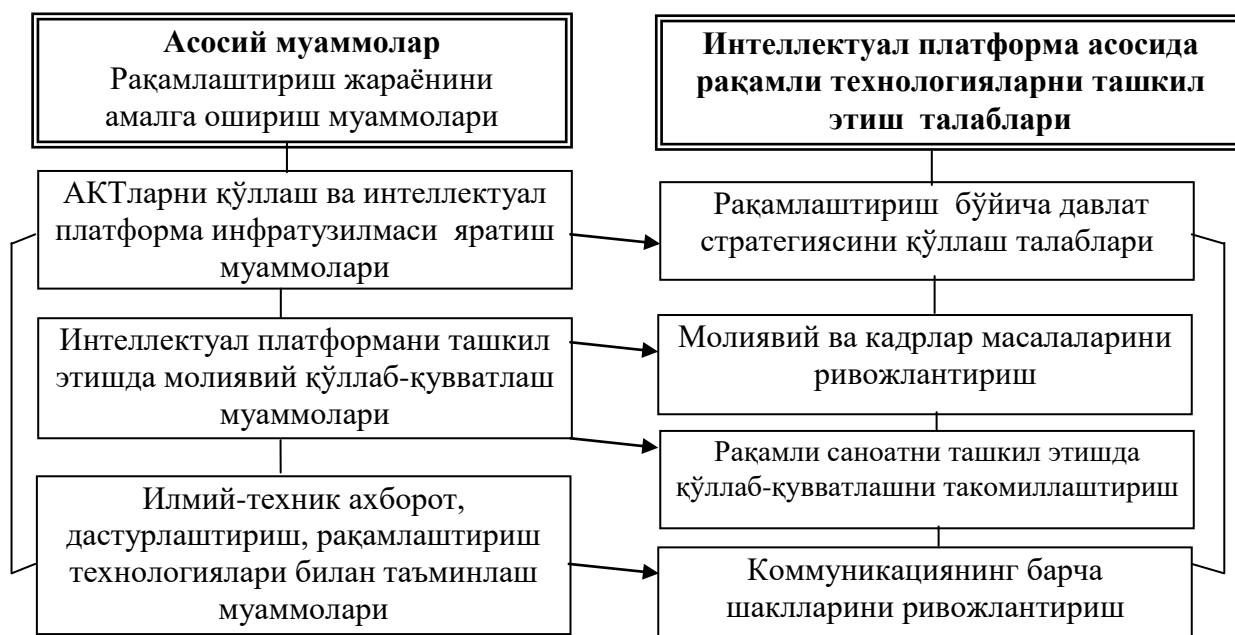 Асосий муаммолар
Рақамлаштириш жараёнини
амалга ошириш муаммолари
АКТларни қўллаш ва интеллектуал
платформа инфратузилмаси яратиш
муаммолари
Интеллектуал платформани ташкил
этишда молиявий қўллаб-қувватлаш
муаммолари
Илмий-техник ахборот,
дастурлаштириш, рақамлаштириш
технологиялари билан таъминлаш
муаммолари
Интеллектуал платформа асосида
рақамли технологияларни ташкил
этиш талаблари
Рақамлаштириш бўйича давлат
стратегиясини қўллаш талаблари
Молиявий ва кадрлар масалаларини
ривожлантириш
Рақамли саноатни ташкил этишда
қўллаб-қувватлашни такомиллаштириш
Коммуникациянинг барча
шаклларини ривожлантириш